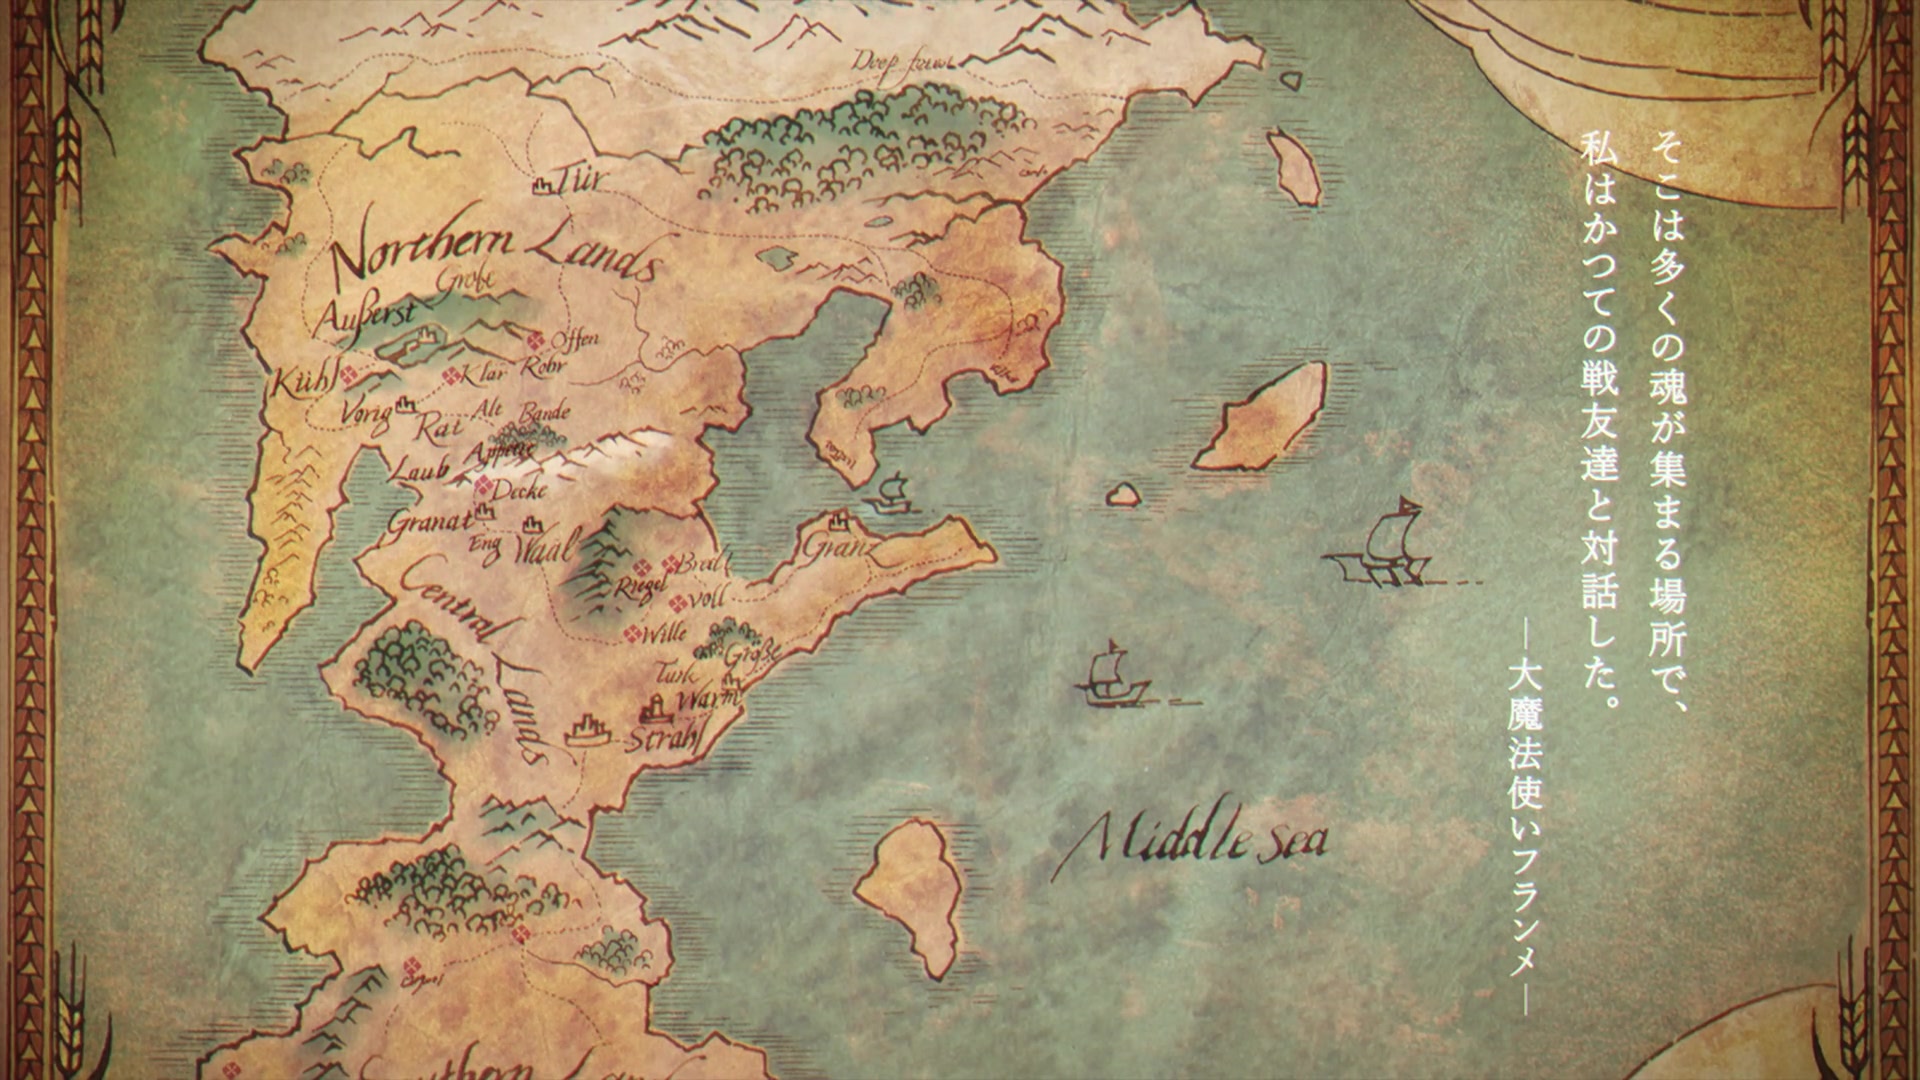 そこは多くの魂が集まる場所で、
私はかつての戦友達と対話した。
―大魔法使いフランメ―
Deep forest
Tür
Northern Lands
Große
Außerst
Offen
Kühl
Klar
Rohr
Vorig
Rai
Alt
Bande
Appetit
Laub
Decke
Granat
Eng
Waal
Granz
Brall
Riegel
Voll
Central Lands
Wille
Große
Turk
Warm
Strahl
Middle Sea
Southern